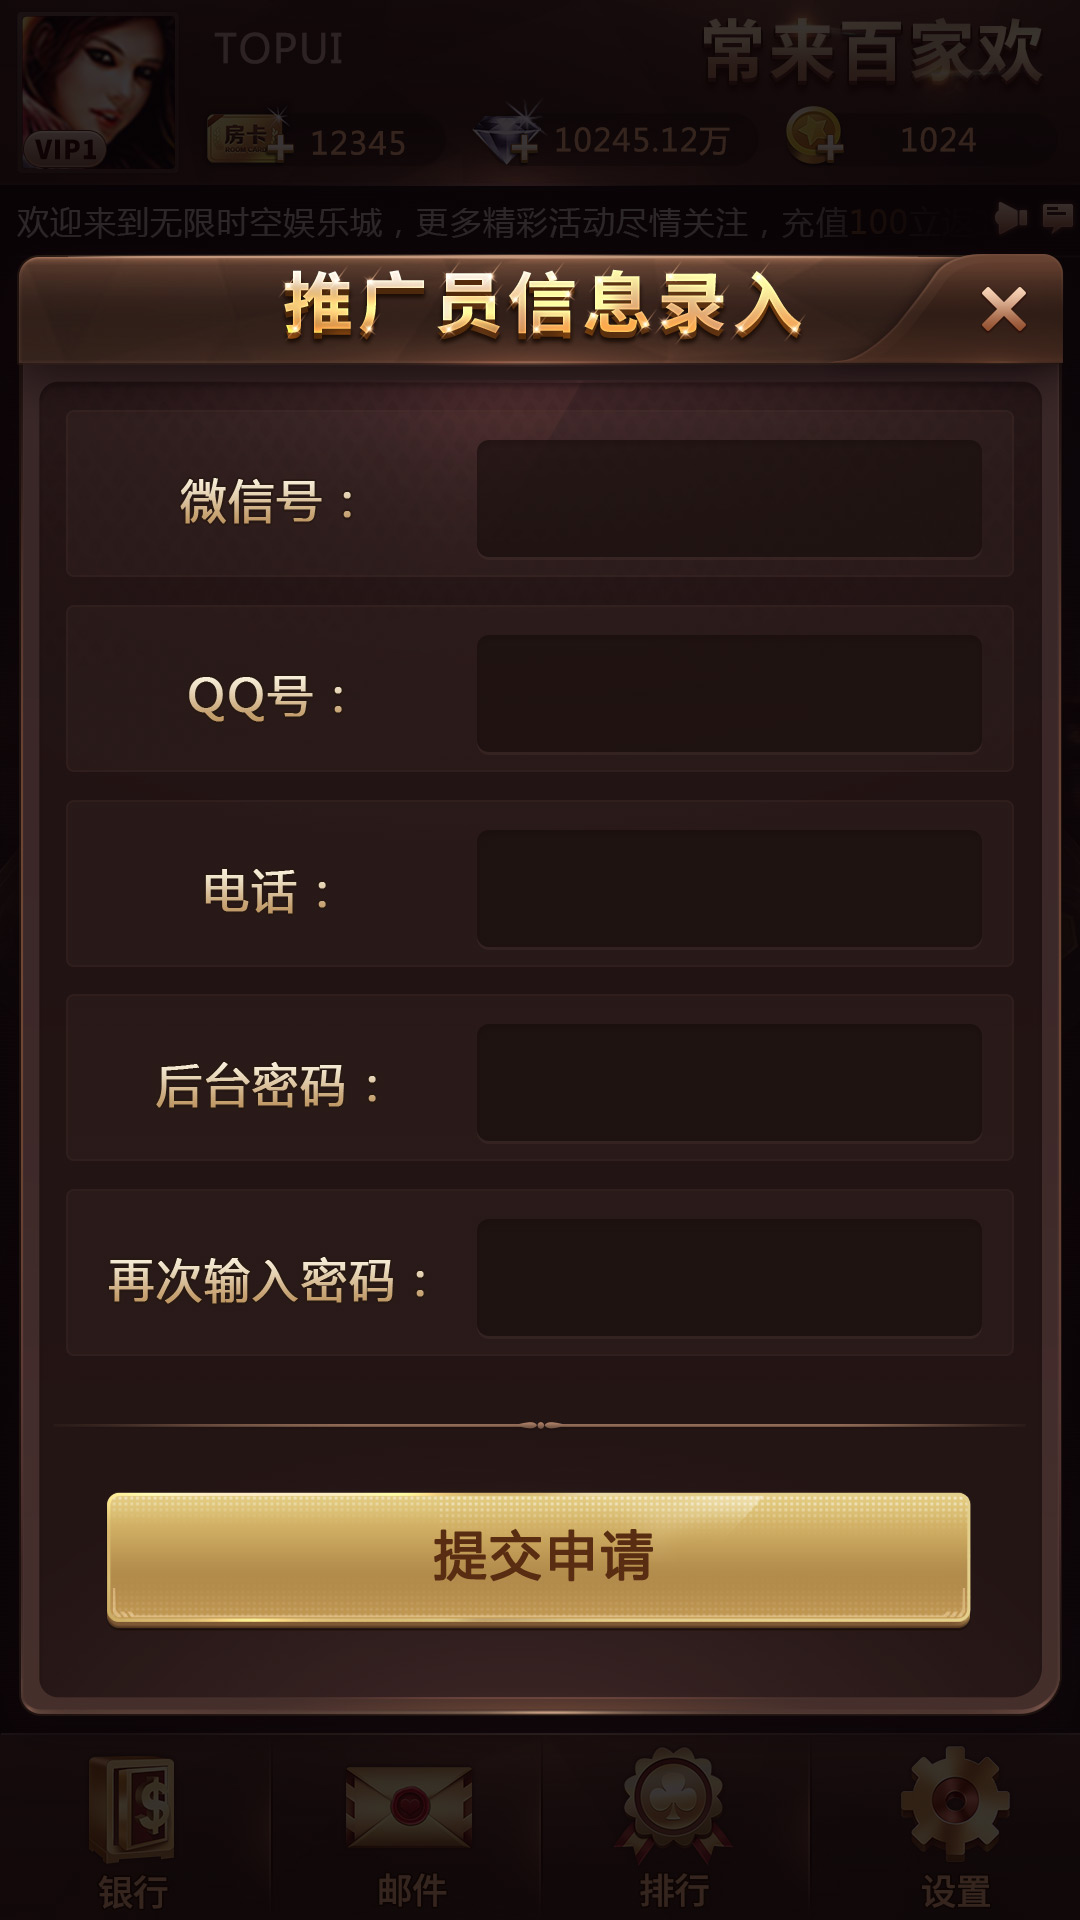 TOPUI
常来百家欢
VIP1
房卡
ROOM CARD
12345
10245.12万
1024
欢迎来到无限时空娱乐城，更多精彩活动尽情关注，充值100立
推广员信息录入
微信号：
QQ号：
电话：
后台密码：
再次输入密码：
提交申请
银行
邮件
排行
设置